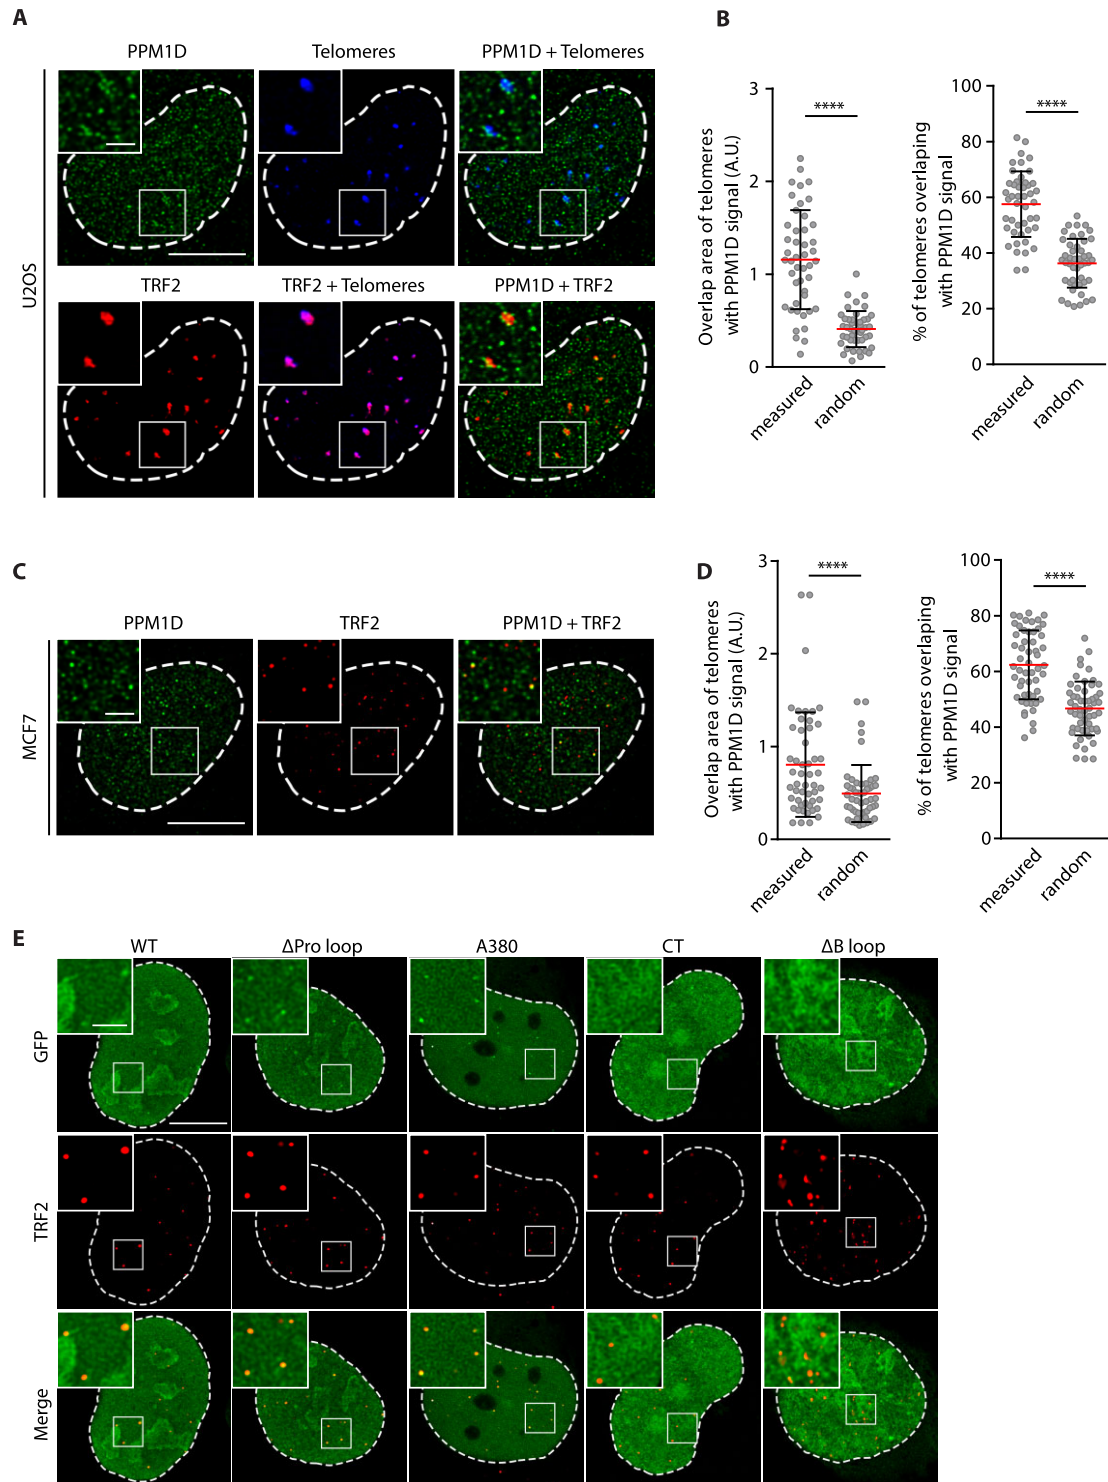 A
PPM1D
Telomeres
PPM1D + Telomeres
U2OS
TRF2
TRF2 + Telomeres
PPM1D + TRF2
B
Overlap area of telomeres
with PPM1D signal (A.U.)
3
2
1
0
****
measured
random
% of telomeres overlaping
with PPM1D signal
100
80
60
40
20
0
****
measured
random
C
PPM1D
TRF2
PPM1D + TRF2
MCF7
D
Overlap area of telomeres
with PPM1D signal (A.U.)
3
2
1
0
****
measured
random
% of telomeres overlaping
with PPM1D signal
100
80
60
40
20
0
****
measured
random
E
WT
ΔPro loop
A380
CT
ΔB loop
GFP
TRF2
Merge